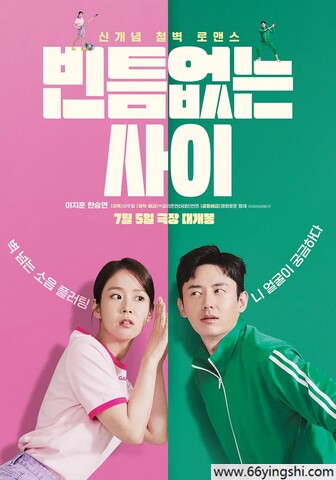 신개념 철벽 로맨스
빈틈없는
사이
이지훈 한승연
7월 5일 극장 대개봉
벽 넘는 소음 플러팅
니 얼굴이 궁금하다
www.66yingshi.com